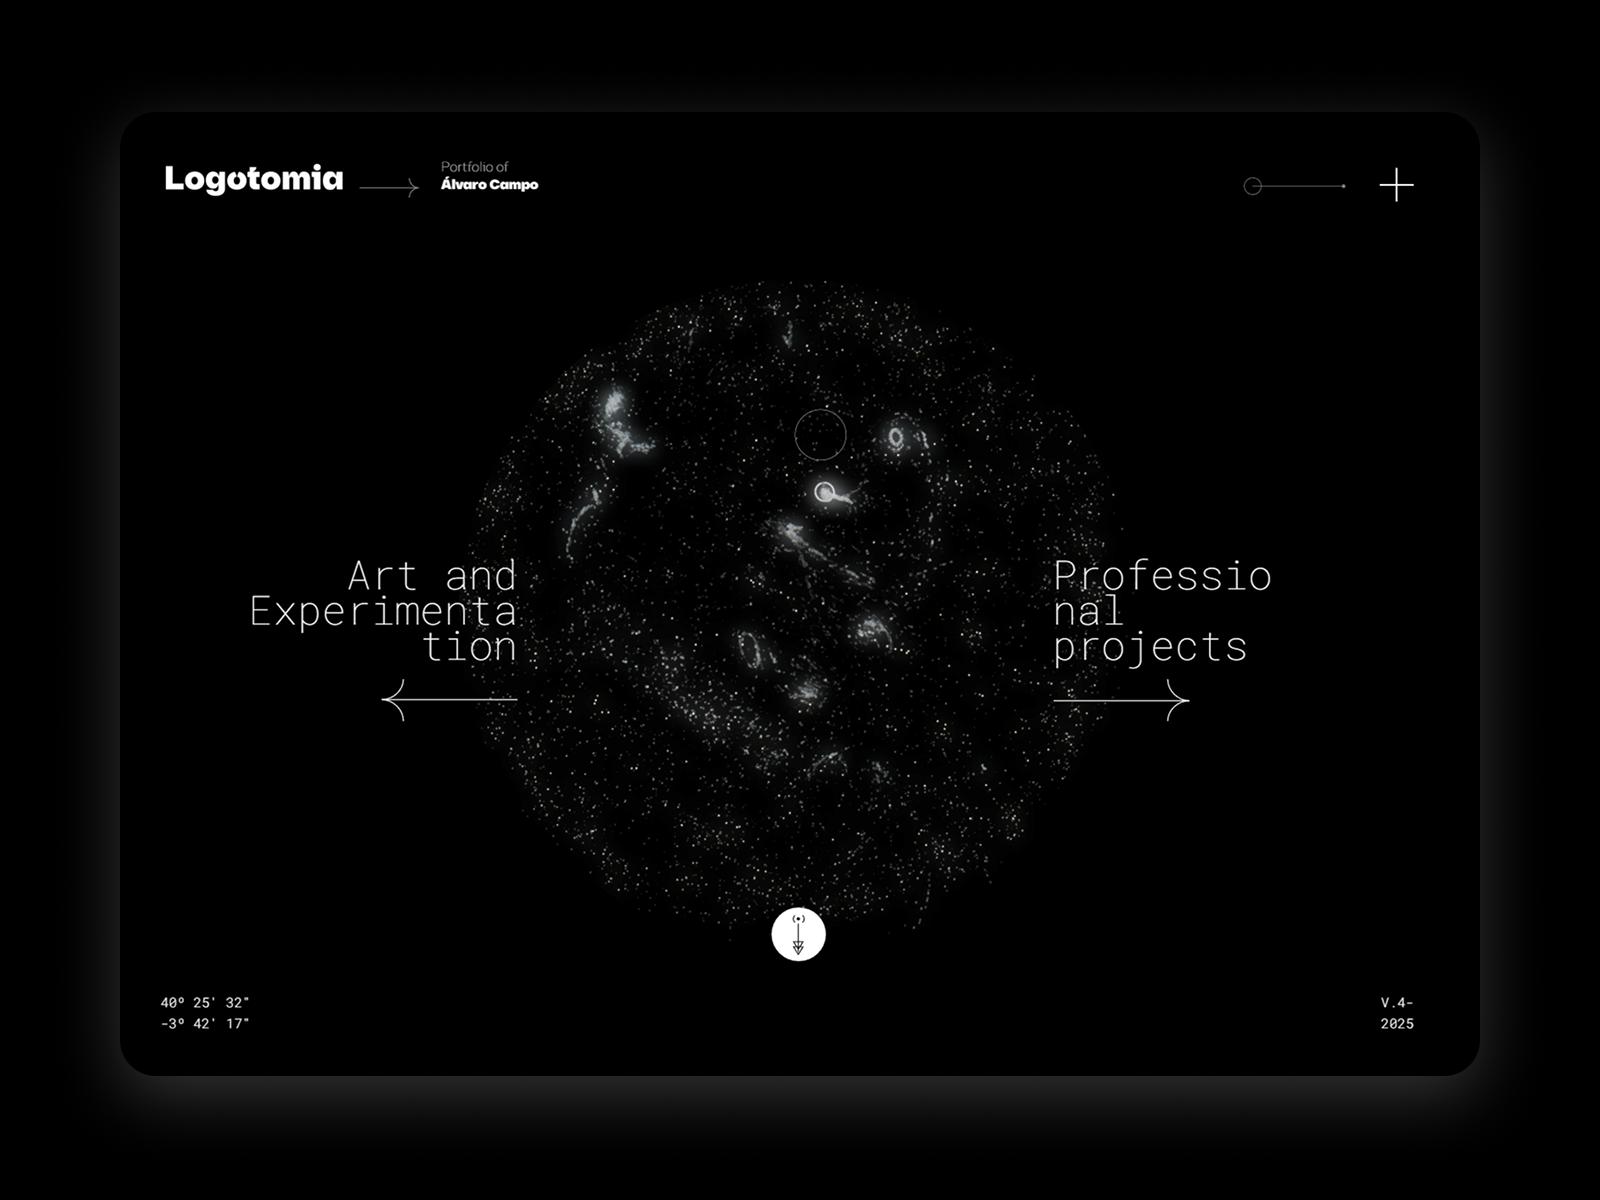 Logotomia
Portfolio of
Álvaro Campo
Art and
Experimenta
tion
Professio
nal
projects
40º 25' 32"
-3º 42' 17"
V.4-
2025